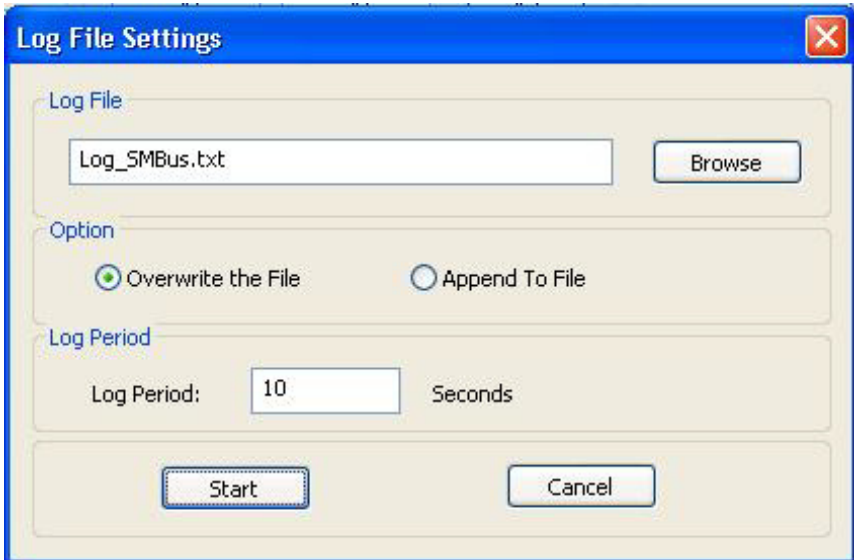 Log File Settings
Log File
Log_SMBus.txt
Browse
Option
Overwrite the File
Append To File
Log Period
Log Period:
10
Seconds
Start
Cancel